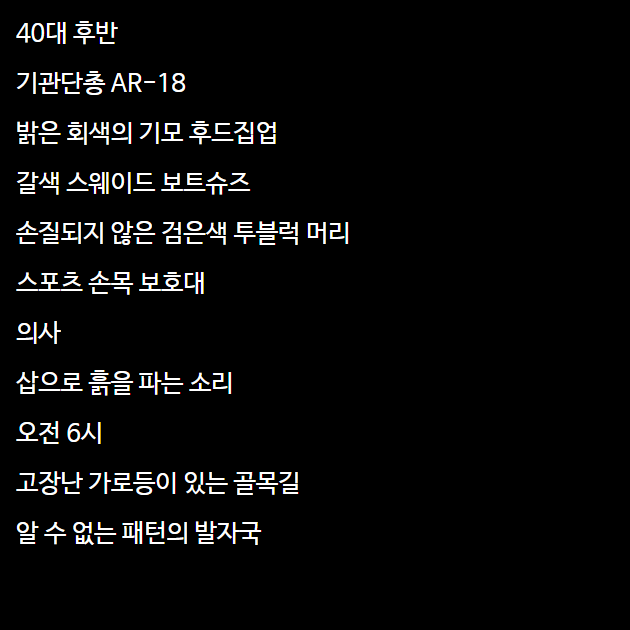 40대 후반
기관단총 AR-18
밝은 회색의 기모 후드집업
갈색 스웨이드 보트슈즈
손질되지 않은 검은색 투블럭 머리
스포츠 손목 보호대
의사
삽으로 흙을 파는 소리
오전 6시
고장난 가로등이 있는 골목길
알 수 없는 패턴의 발자국